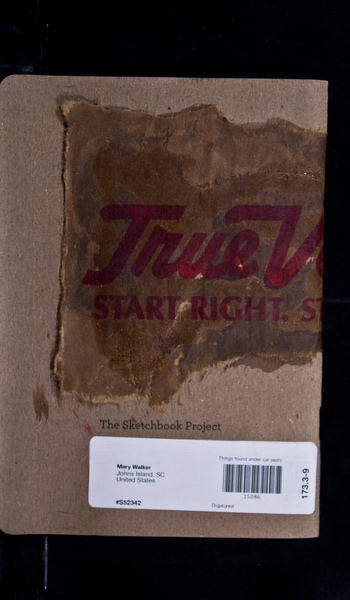 True V
START RIGHT. ST
The Sketchbook Project
Things found under car seats
Mary Walker
Johns Island, SC
United States
15086
#S52342
Digitized
173.3-9